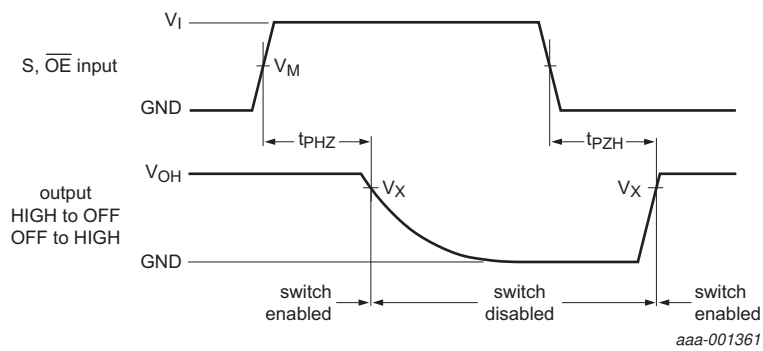 V_I
S, O̅E̅ input
V_M
GND
t_PHZ
t_PZH
V_OH
output
HIGH to OFF
OFF to HIGH
V_X
V_X
GND
switch
enabled
switch
disabled
switch
enabled
aaa-001361